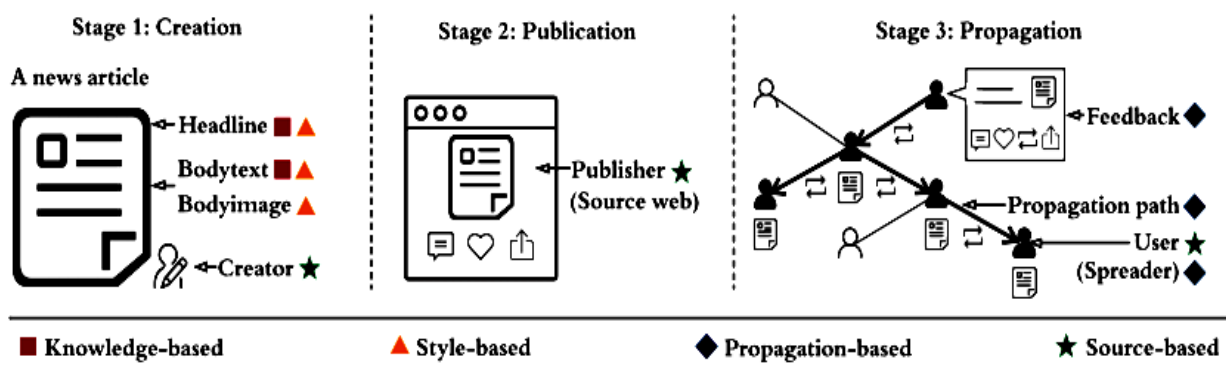 Stage 1: Creation
A news article
Headline
Bodytext
Bodyimage
Creator
Stage 2: Publication
Publisher
(Source web)
Stage 3: Propagation
Feedback
Propagation path
User
(Spreader)
Knowledge-based
Style-based
Propagation-based
Source-based